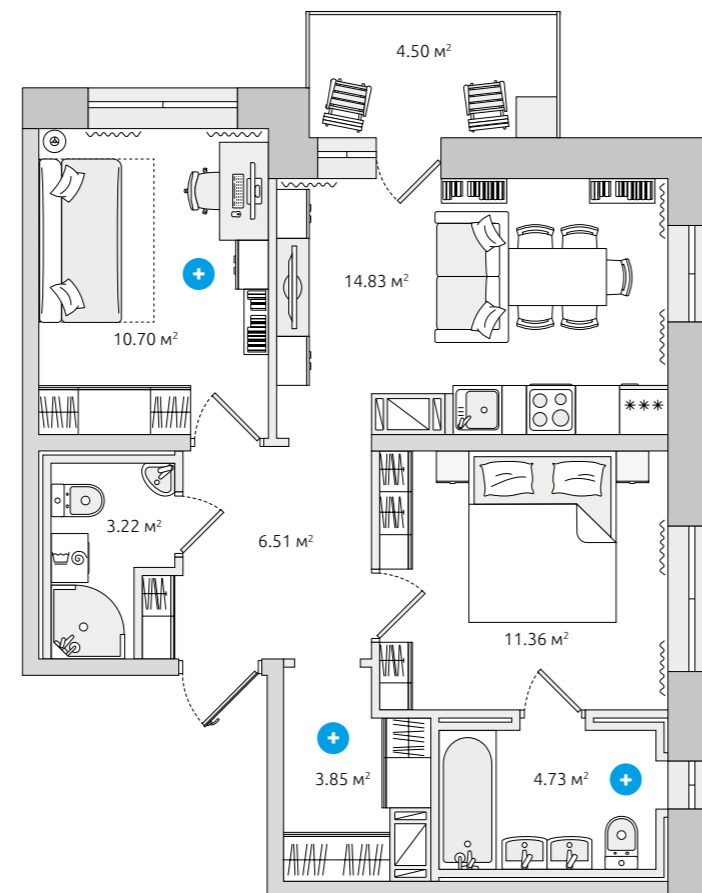 4.50 м²
14.83 м²
10.70 м²
3.22 м²
6.51 м²
11.36 м²
3.85 м²
4.73 м²